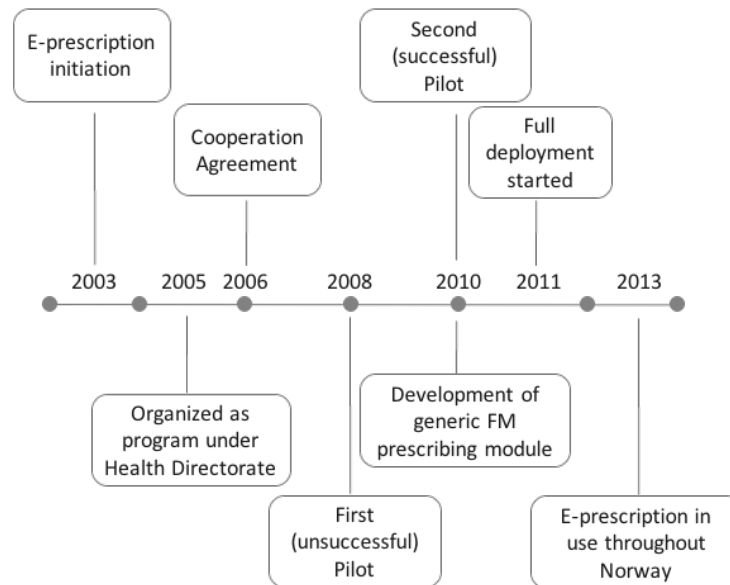 E-prescription
initiation
Second
(successful)
Pilot
Cooperation
Agreement
Full
deployment
started
2003
2005
2006
2008
2010
2011
2013
Organized as
program under
Health Directorate
Development of
generic FM
prescribing module
First
(unsuccessful)
Pilot
E-prescription in
use throughout
Norway